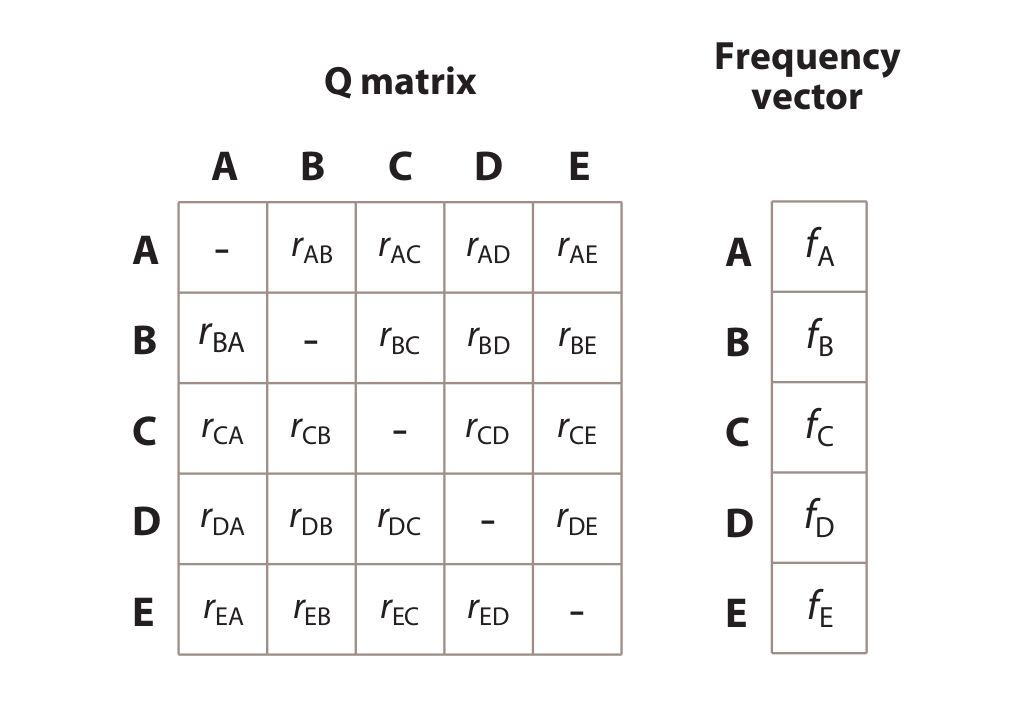 Q matrix
Frequency
vector
A B C D E
A - rAB rAC rAD rAE
B rBA - rBC rBD rBE
C rCA rCB - rCD rCE
D rDA rDB rDC - rDE
E rEA rEB rEC rED -
A fA
B fB
C fC
D fD
E fE